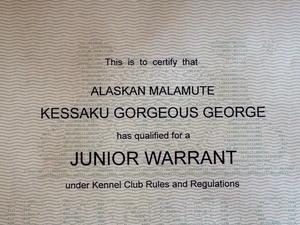 This is to certify that
ALASKAN MALAMUTE
KESSAKU GORGEOUS GEORGE
has qualified for a
JUNIOR WARRANT
under Kennel Club Rules and Regulations